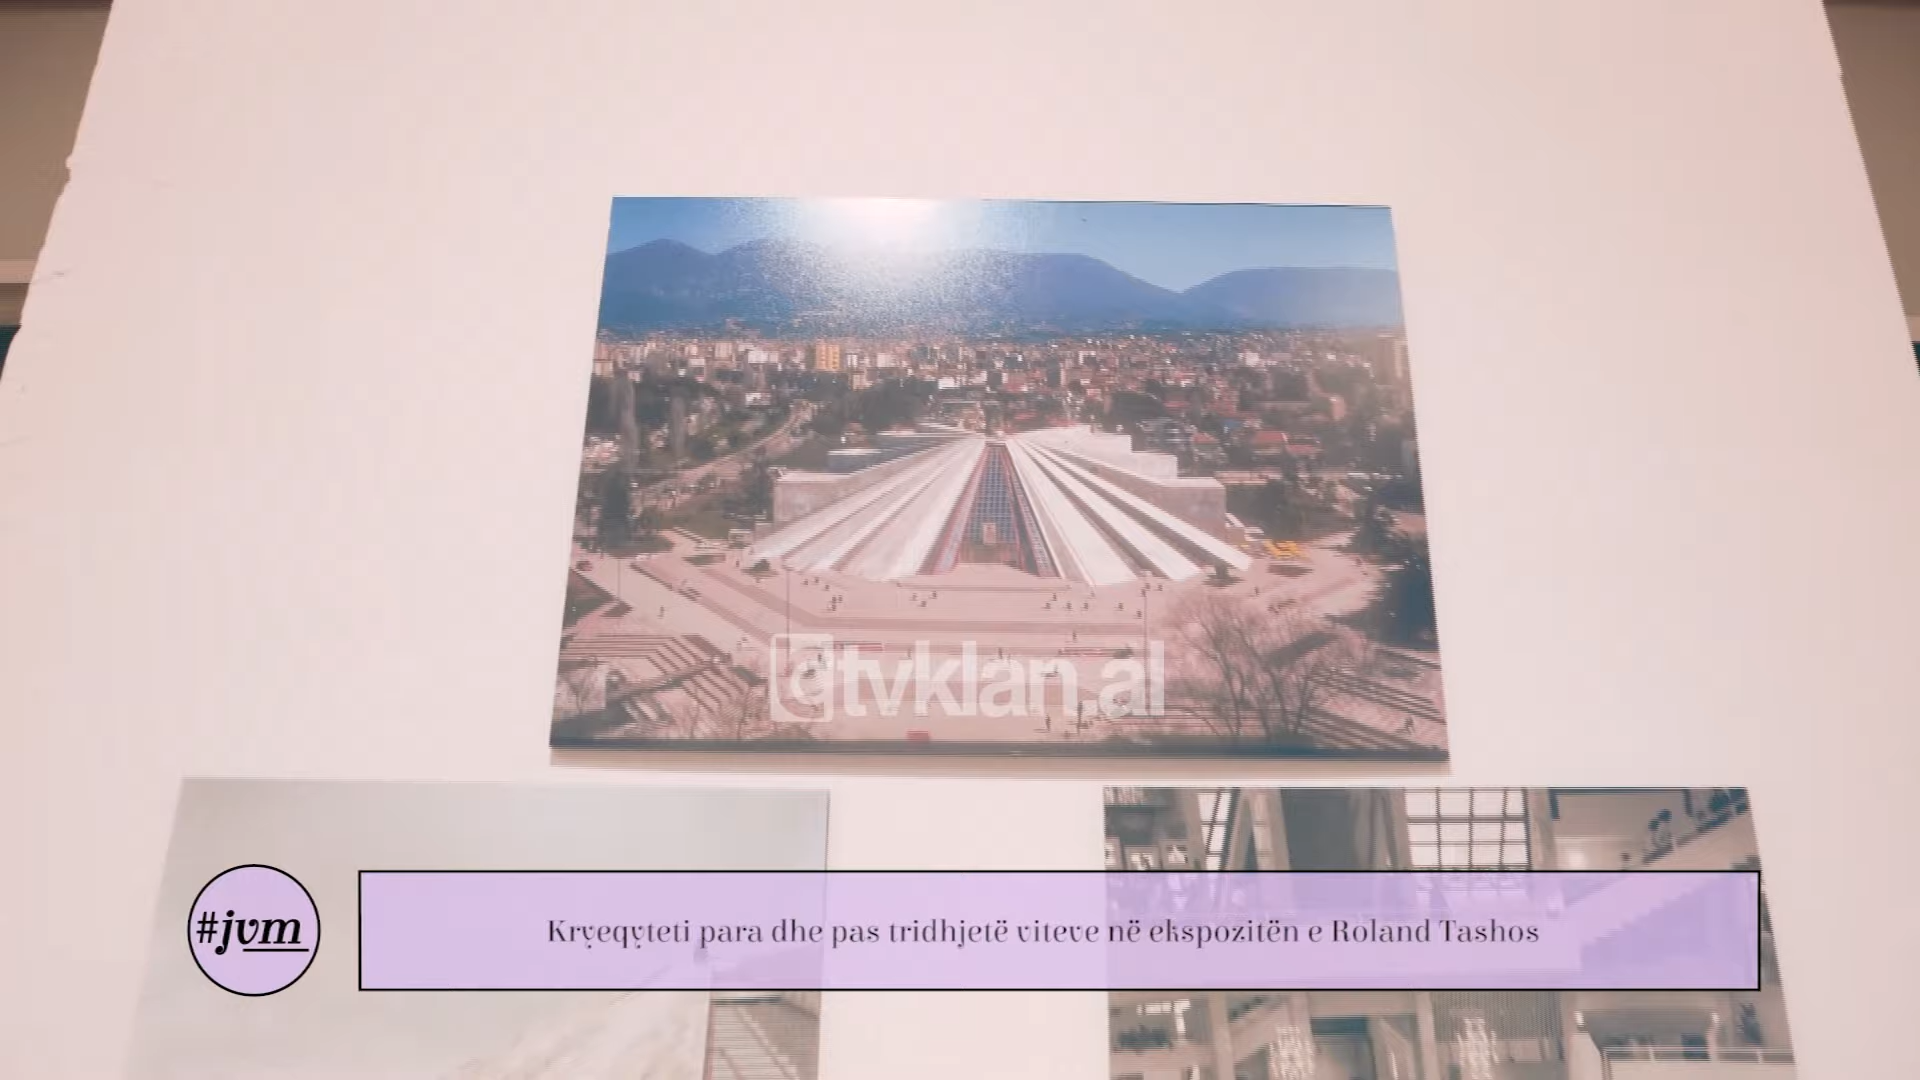 tvklan.al
#jvm
Kryeqyteti para dhe pas tridhjetë viteve në ekspozitën e Roland Tashos